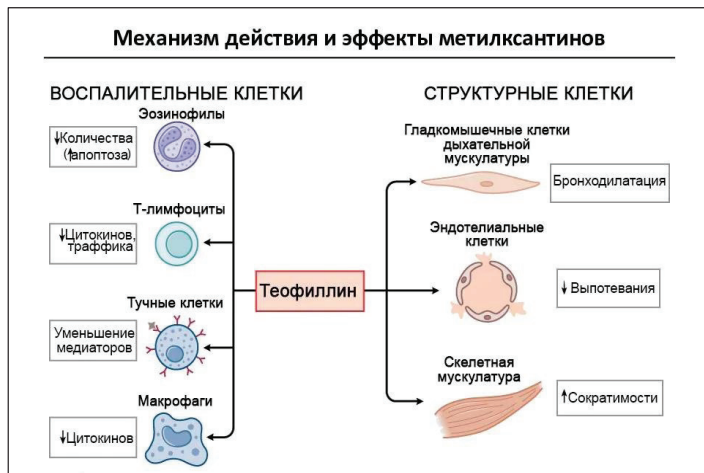 Механизм действия и эффекты метилксантинов
ВОСПАЛИТЕЛЬНЫЕ КЛЕТКИ
Эозинофилы
↓Количества
(↑апоптоза)
Т-лимфоциты
↓Цитокинов,
траффика
Тучные клетки
Уменьшение
медиаторов
Макрофаги
↓Цитокинов
Теофиллин
СТРУКТУРНЫЕ КЛЕТКИ
Гладкомышечные клетки
дыхательной
мускулатуры
Бронходилатация
Эндотелиальные
клетки
↓ Выпотевания
Скелетная
мускулатура
↑Сократимости